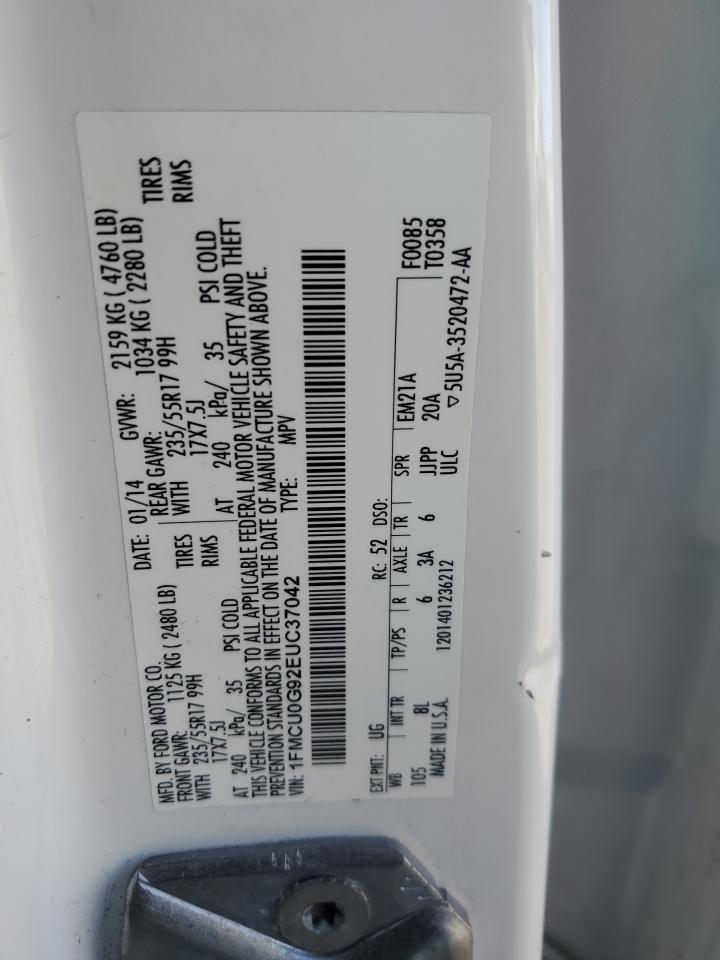 MFD. BY FORD MOTOR CO.
DATE: 01/14 GVWR: 2159 KG ( 4760 LB)
FRONT GAWR: 1125 KG ( 2480 LB) REAR GAWR: 1034 KG ( 2280 LB)
WITH 235/55R17 99H TIRES WITH 235/55R17 99H TIRES
17X7.5J RIMS 17X7.5J RIMS
AT 240 kPa/ 35 PSI COLD AT 240 kPa/ 35 PSI COLD
THIS VEHICLE CONFORMS TO ALL APPLICABLE FEDERAL MOTOR VEHICLE SAFETY AND THEFT
PREVENTION STANDARDS IN EFFECT ON THE DATE OF MANUFACTURE SHOWN ABOVE.
VIN: 1FMCU0G92EUC37042 TYPE: MPV
EXT PNT: UG RC: 52 DSO: F0085
WB INT TR TP/PS R AXLE TR SPR EM21A T0358
105 8L 6 3A 6 JJPP 20A
MADE IN U.S.A. 1201401236212 ULC ▽5U5A-3520472-AA